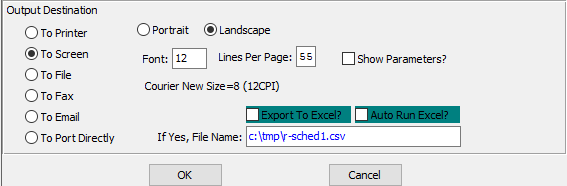 Output Destination
To Printer Portrait Landscape
To Screen Font: 12 Lines Per Page: 55 Show Parameters?
To File Courier New Size=8 (12CPI)
To Fax
To Email Export To Excel? Auto Run Excel?
To Port Directly If Yes, File Name: c:\tmp\r-sched1.csv
OK Cancel